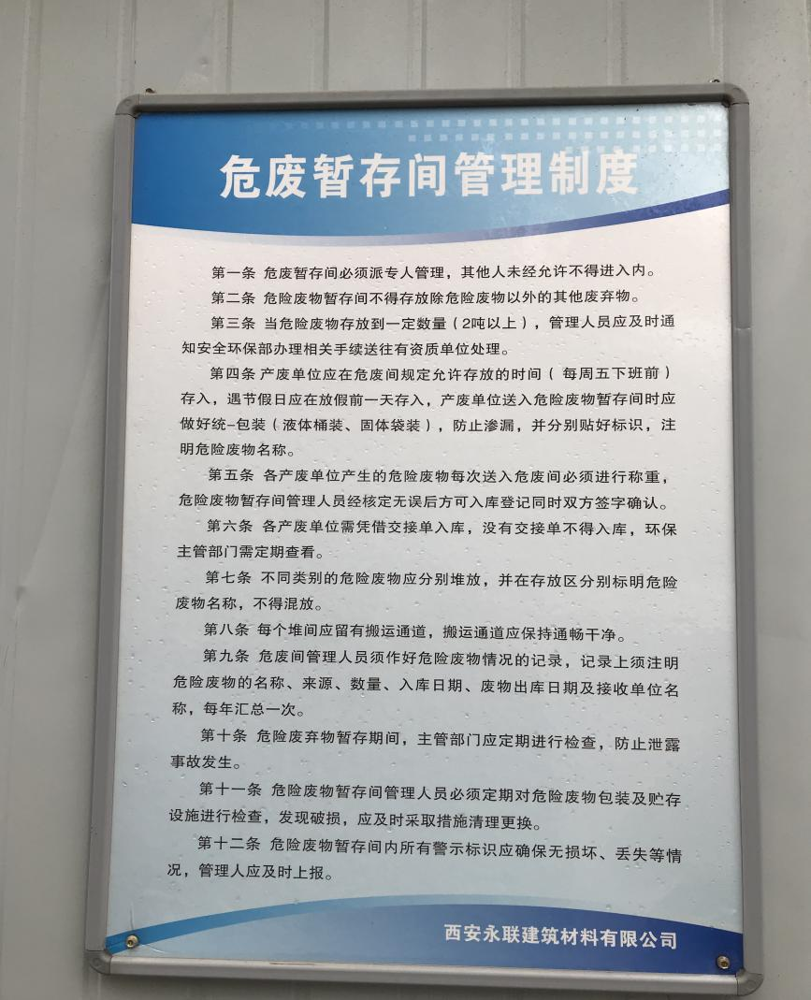 危废暂存间管理制度
第一条 危废暂存间必须派专人管理，其他人未经允许不得进入内。
第二条 危险废物暂存间不得存放除危险废物以外的其他废弃物。
第三条 当危险废物存放到一定数量（2吨以上），管理人员应及时通
知安全环保部办理相关手续送往有资质单位处理。
第四条 产废单位应在危废间规定允许存放的时间（ 每周五下班前）
存入，遇节假日应在放假前一天存入，产废单位送入危险废物暂存间时应
做好统-包装（液体桶装、固体袋装），防止渗漏，并分别贴好标识，注
明危险废物名称。
第五条 各产废单位产生的危险废物每次送入危废间必须进行称重，
危险废物暂存间管理人员经核定无误后方可入库登记同时双方签字确认。
第六条 各产废单位需凭借交接单入库，没有交接单不得入库，环保
主管部门需定期查看。
第七条 不同类别的危险废物应分别堆放，并在存放区分别标明危险
废物名称，不得混放。
第八条 每个堆间应留有搬运通道，搬运通道应保持通畅干净。
第九条 危废间管理人员须作好危险废物情况的记录，记录上须注明
危险废物的名称、来源、数量、入库日期、废物出库日期及接收单位名
称，每年汇总一次。
第十条 危险废弃物暂存期间，主管部门应定期进行检查，防止泄露
事故发生。
第十一条 危险废物暂存间管理人员必须定期对危险废物包装及贮存
设施进行检查，发现破损，应及时采取措施清理更换。
第十二条 危险废物暂存间内所有警示标识应确保无损坏、丢失等情
况，管理人应及时上报。
西安永联建筑材料有限公司